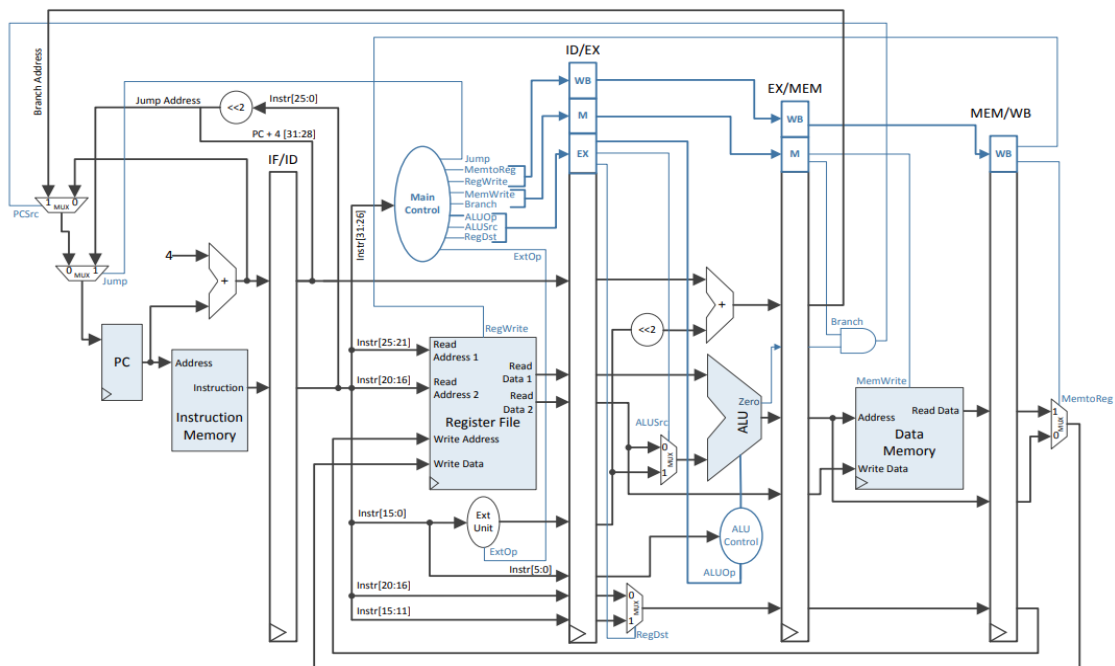 ID/EX
EX/MEM
MEM/WB
Branch Address
Jump Address
<<2
Instr[25:0]
PC + 4 [31:28]
IF/ID
WB
M
EX
WB
M
WB
Main
Control
Jump
MemtoReg
RegWrite
MemWrite
Branch
ALUOp
ALUSrc
RegDst
ExtOp
Instr[31:26]
1 MUX 0
PCSrc
0 MUX 1
Jump
4
+
PC
Address
Instruction
Instruction
Memory
RegWrite
Instr[25:21]
Instr[20:16]
Read
Address 1
Read
Address 2
Read
Data 1
Read
Data 2
Register File
Write Address
Write Data
+
<<2
ALUSrc
0
MUX
1
Zero
ALU
Branch
MemWrite
Address
Read Data
Data
Memory
Write Data
MemtoReg
1
MUX
0
Instr[15:0]
Ext
Unit
ExtOp
Instr[5:0]
ALU
Control
ALUOp
Instr[20:16]
Instr[15:11]
0
MUX
1
RegDst